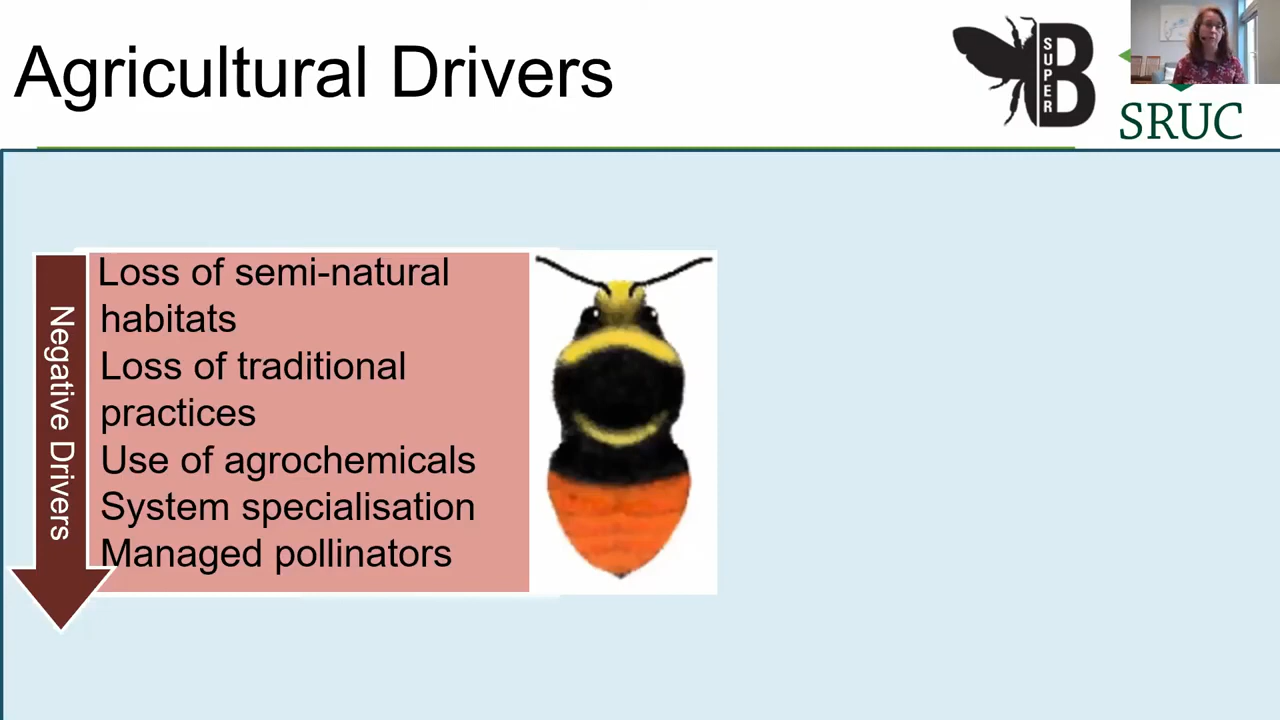 Agricultural Drivers
SUPER
B
SRUC
Negative Drivers
Loss of semi-natural
habitats
Loss of traditional
practices
Use of agrochemicals
System specialisation
Managed pollinators